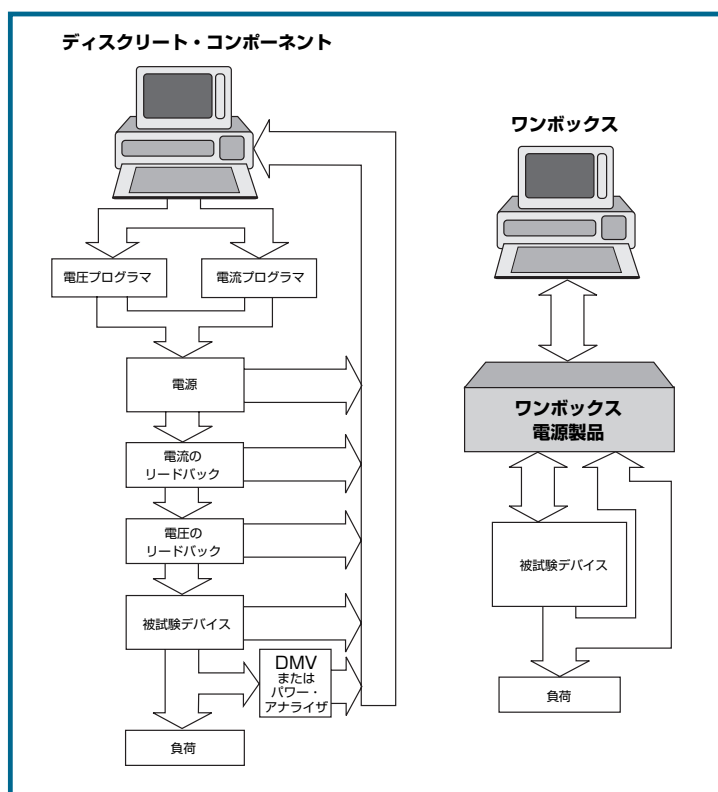 ディスクリート・コンポーネント
電圧プログラマ
電流プログラマ
電源
電流の
リードバック
電圧の
リードバック
被試験デバイス
DMV
または
パワー・
アナライザ
負荷
ワンボックス
ワンボックス
電源製品
被試験デバイス
負荷